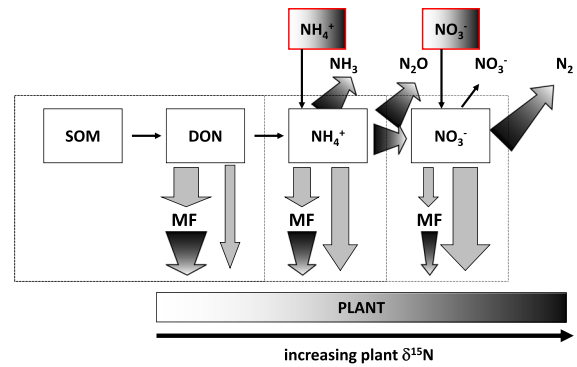 NH₄⁺ NO₃⁻
NH₃ N₂O NO₃⁻ N₂
SOM DON NH₄⁺ NO₃⁻
MF MF MF
PLANT
increasing plant δ¹⁵N